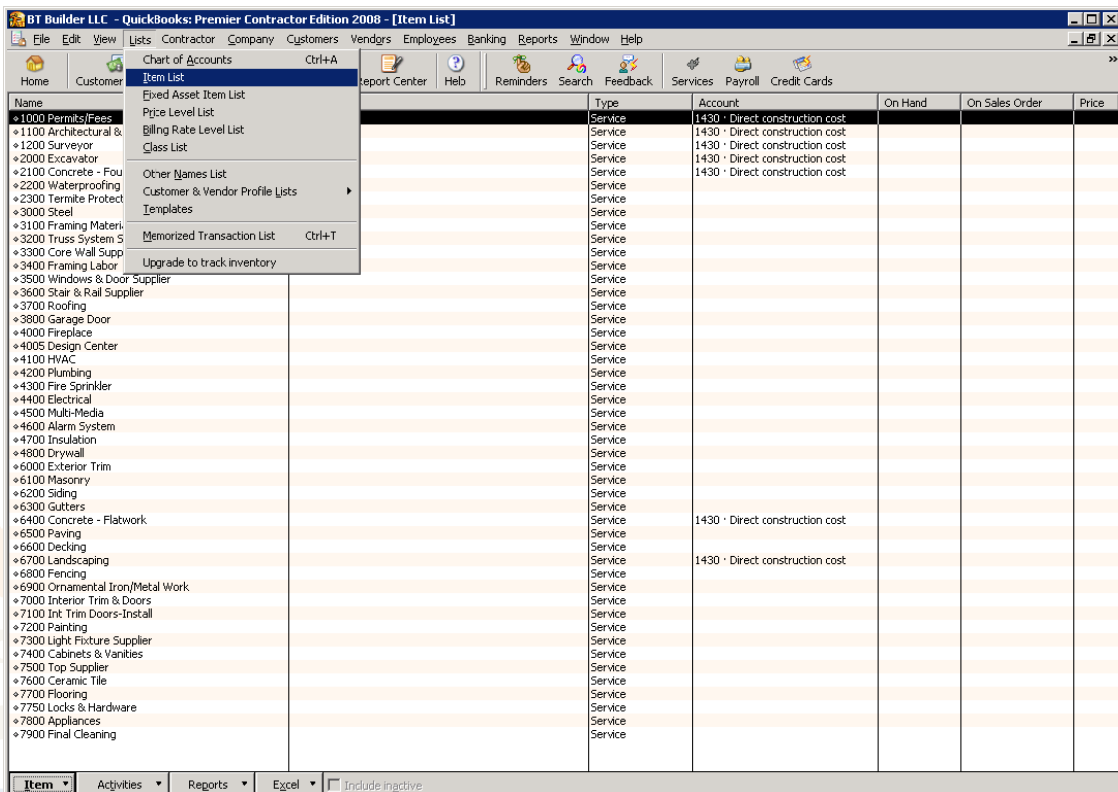 BT Builder LLC - QuickBooks: Premier Contractor Edition 2008 - [Item List]
File Edit View Lists Contractor Company Customers Vendors Employees Banking Reports Window Help
Home Customer Report Center Help Reminders Search Feedback Services Payroll Credit Cards
Chart of Accounts Ctrl+A
Item List
Fixed Asset Item List
Price Level List
Billing Rate Level List
Class List
Other Names List
Customer & Vendor Profile Lists
Templates
Memorized Transaction List Ctrl+T
Upgrade to track inventory
Name Type Account On Hand On Sales Order Price
1000 Permits/Fees Service 1430 · Direct construction cost
1100 Architectural & Service 1430 · Direct construction cost
1200 Surveyor Service 1430 · Direct construction cost
2000 Excavator Service 1430 · Direct construction cost
2100 Concrete - Fou Service 1430 · Direct construction cost
2200 Waterproofing Service
2300 Termite Protect Service
3000 Steel Service
3100 Framing Materi Service
3200 Truss System S Service
3300 Core Wall Supp Service
3400 Framing Labor Service
3500 Windows & Door Supplier Service
3600 Stair & Rail Supplier Service
3700 Roofing Service
3800 Garage Door Service
4000 Fireplace Service
4005 Design Center Service
4100 HVAC Service
4200 Plumbing Service
4300 Fire Sprinkler Service
4400 Electrical Service
4500 Multi-Media Service
4600 Alarm System Service
4700 Insulation Service
4800 Drywall Service
6000 Exterior Trim Service
6100 Masonry Service
6200 Siding Service
6300 Gutters Service
6400 Concrete - Flatwork Service 1430 · Direct construction cost
6500 Paving Service
6600 Decking Service
6700 Landscaping Service 1430 · Direct construction cost
6800 Fencing Service
6900 Ornamental Iron/Metal Work Service
7000 Interior Trim & Doors Service
7100 Int Trim Doors-Install Service
7200 Painting Service
7300 Light Fixture Supplier Service
7400 Cabinets & Vanities Service
7500 Top Supplier Service
7600 Ceramic Tile Service
7700 Flooring Service
7750 Locks & Hardware Service
7800 Appliances Service
7900 Final Cleaning Service
Item Activities Reports Excel Include inactive